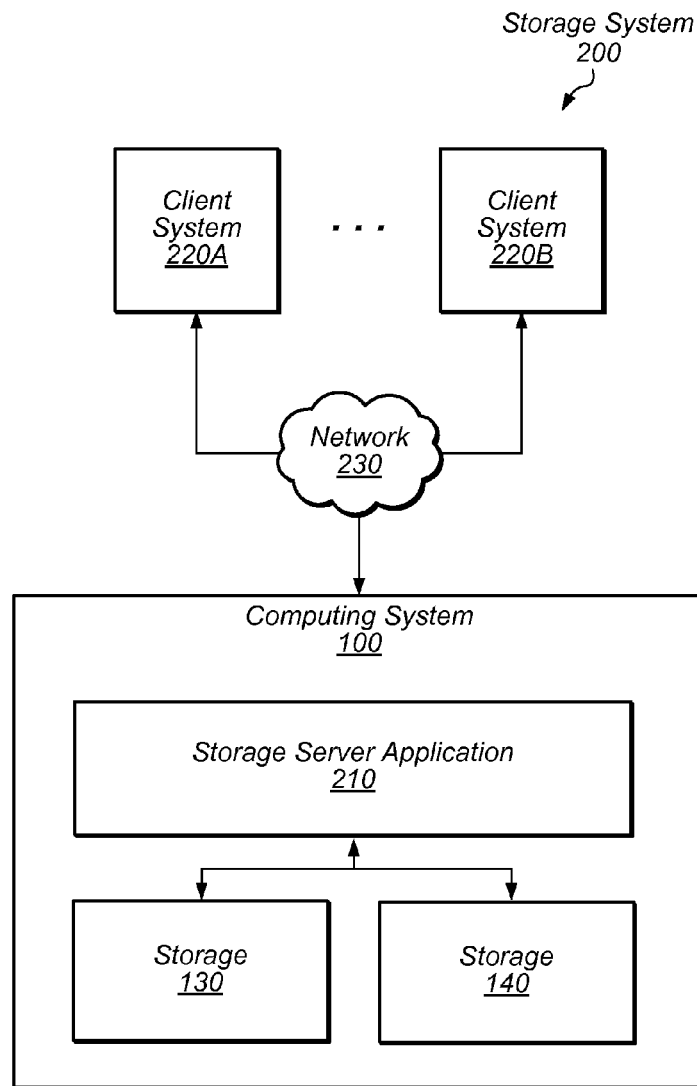 Storage System
200
Client
System
220A
. . .
Client
System
220B
Network
230
Computing System
100
Storage Server Application
210
Storage
130
Storage
140